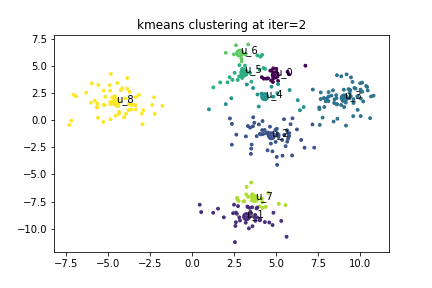 kmeans clustering at iter=2
7.5
5.0
2.5
0.0
−2.5
−5.0
−7.5
−10.0
u_6
u_5
u_0
u_4
u_3
u_8
u_2
u_7
u_1
−7.5 −5.0 −2.5 0.0 2.5 5.0 7.5 10.0